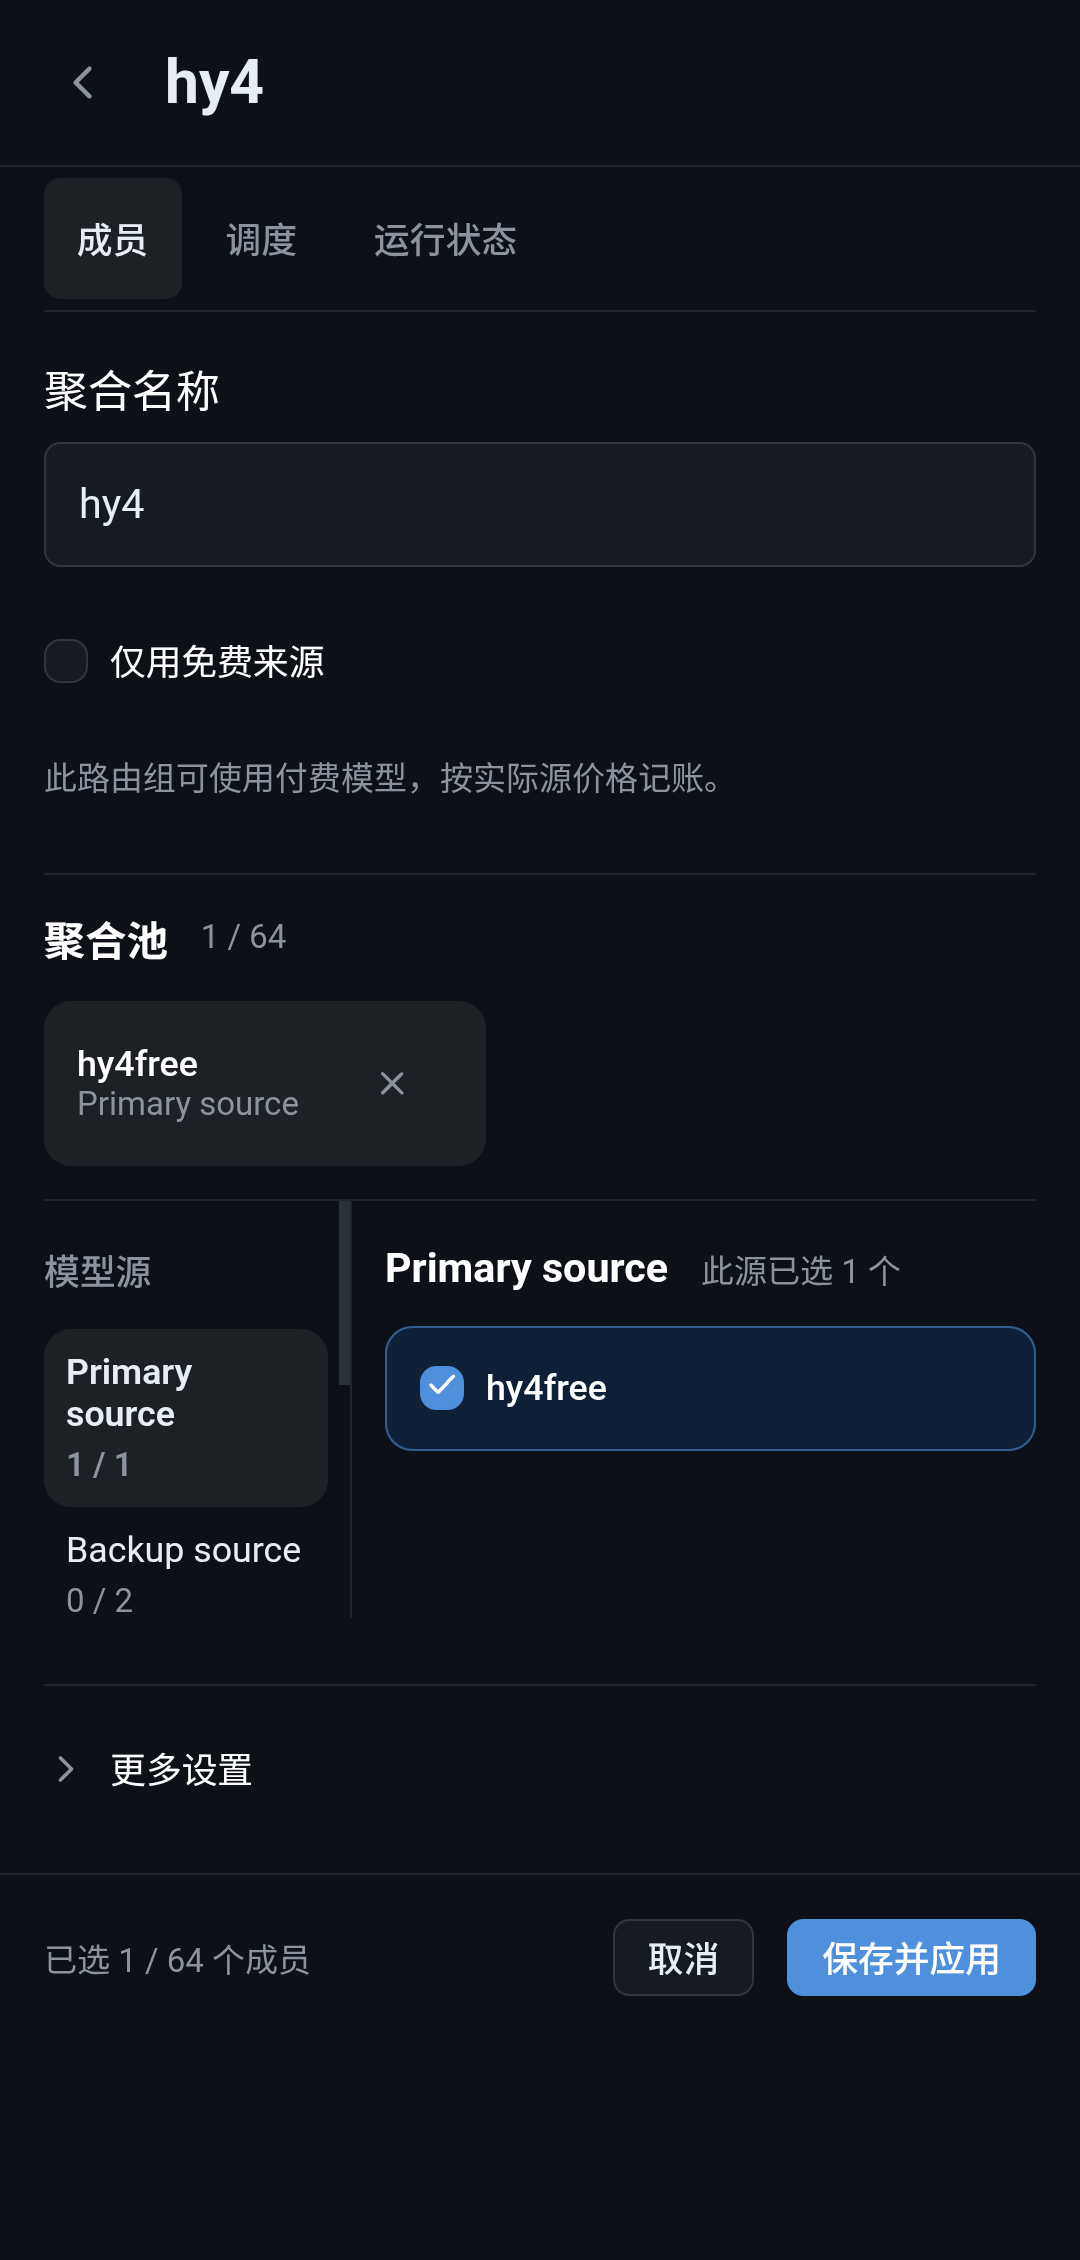 hy4
成员 调度 运行状态
聚合名称
hy4
仅用免费来源
此路由组可使用付费模型，按实际源价格记账。
聚合池 1 / 64
hy4free
Primary source
模型源
Primary
source
1 / 1
Backup source
0 / 2
Primary source 此源已选 1 个
hy4free
更多设置
已选 1 / 64 个成员 取消 保存并应用